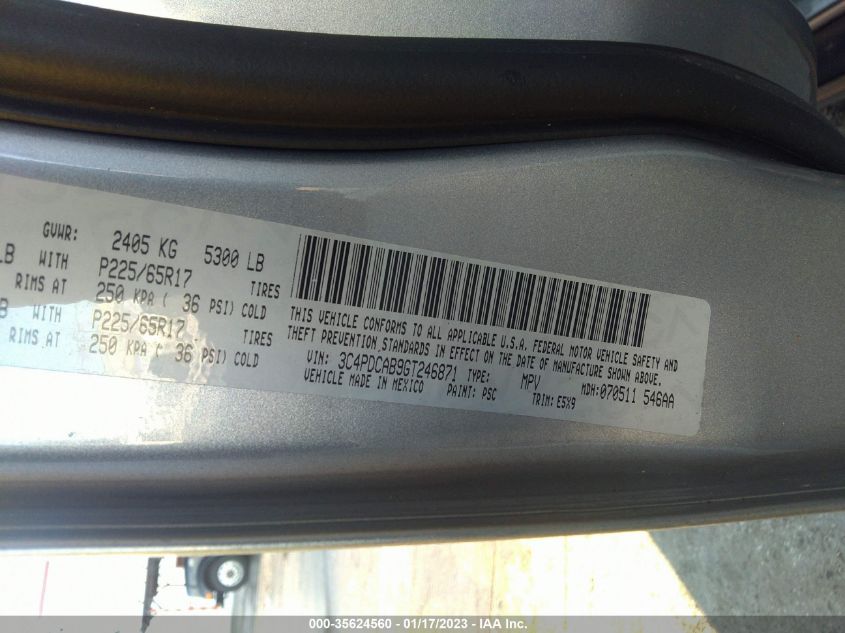 GVWR: 2405 KG 5300 LB
LB WITH P225/65R17 TIRES
RIMS AT 250 KPA ( 36 PSI) COLD
B WITH P225/65R17 TIRES
RIMS AT 250 KPA ( 36 PSI) COLD
THIS VEHICLE CONFORMS TO ALL APPLICABLE U.S.A. FEDERAL MOTOR VEHICLE SAFETY AND
THEFT PREVENTION STANDARDS IN EFFECT ON THE DATE OF MANUFACTURE SHOWN ABOVE.
VIN: 3C4PDCAB9GT246871 TYPE: MPV MDH:070511 546AA
VEHICLE MADE IN MEXICO PAINT: PSC TRIM: E5X9
000-35624560 — 01/17/2023 — IAA Inc.